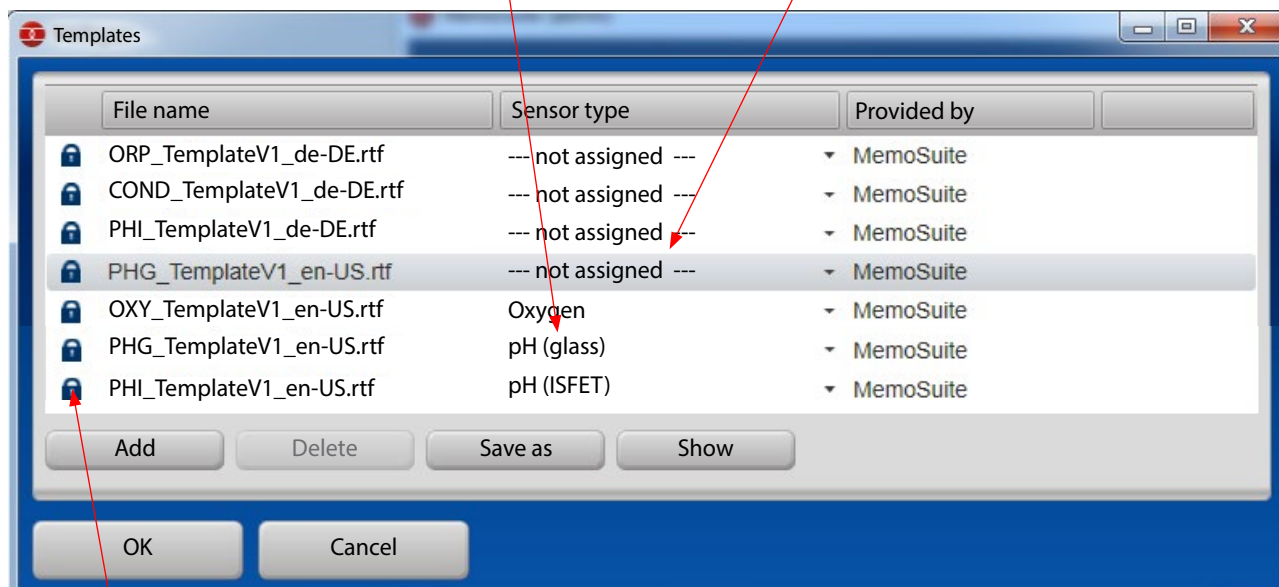 Templates
File name Sensor type Provided by
ORP_TemplateV1_de-DE.rtf --- not assigned --- MemoSuite
COND_TemplateV1_de-DE.rtf --- not assigned --- MemoSuite
PHI_TemplateV1_de-DE.rtf --- not assigned --- MemoSuite
PHG_TemplateV1_en-US.rtf --- not assigned --- MemoSuite
OXY_TemplateV1_en-US.rtf Oxygen MemoSuite
PHG_TemplateV1_en-US.rtf pH (glass) MemoSuite
PHI_TemplateV1_en-US.rtf pH (ISFET) MemoSuite
Add Delete Save as Show
OK Cancel